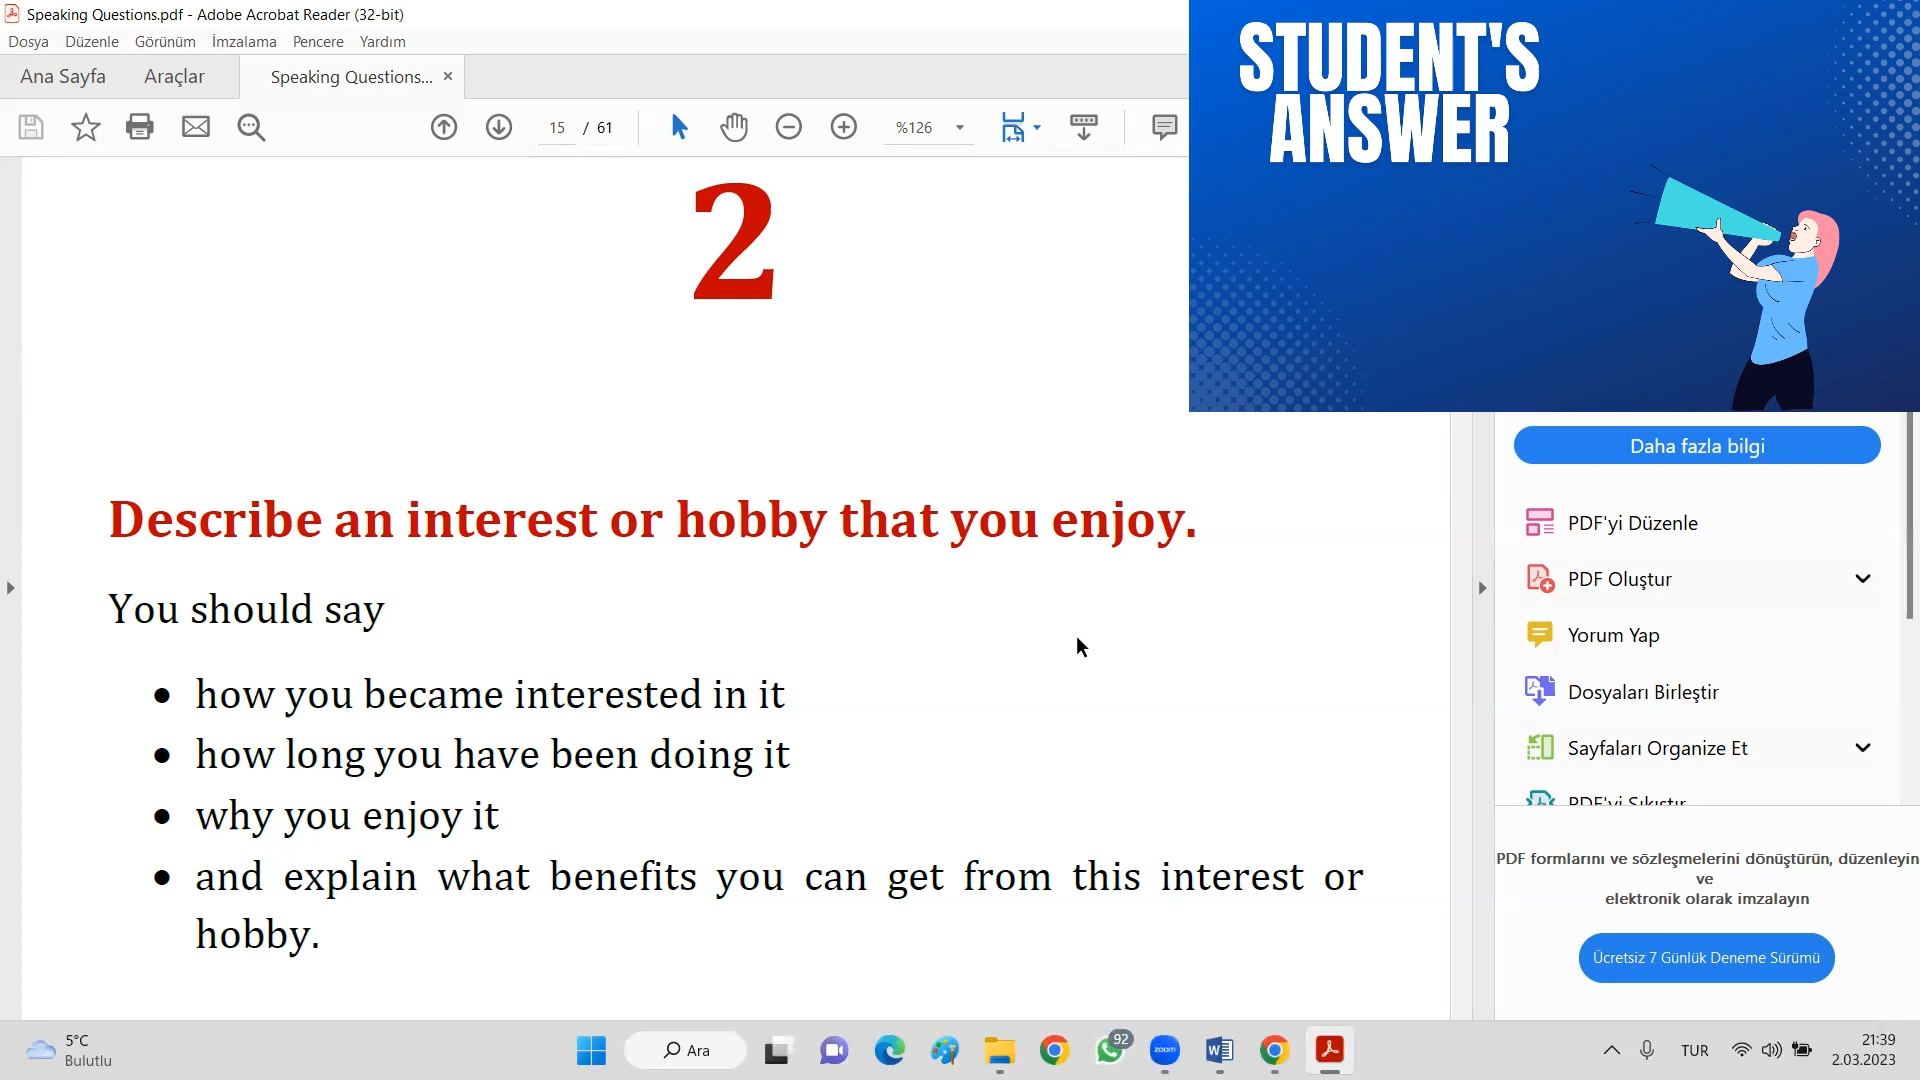 Speaking Questions.pdf - Adobe Acrobat Reader (32-bit)
Dosya Düzenle Görünüm İmzalama Pencere Yardım
Ana Sayfa Araçlar Speaking Questions... ×
15 / 61 %126
STUDENT'S
ANSWER
2
Describe an interest or hobby that you enjoy.
You should say
• how you became interested in it
• how long you have been doing it
• why you enjoy it
• and explain what benefits you can get from this interest or
hobby.
Daha fazla bilgi
PDF'yi Düzenle
PDF Oluştur
Yorum Yap
Dosyaları Birleştir
Sayfaları Organize Et
PDF'yi Sıkıştır
PDF formlarını ve sözleşmelerini dönüştürün, düzenleyin
ve
elektronik olarak imzalayın
Ücretsiz 7 Günlük Deneme Sürümü
5°C
Bulutlu
Ara
92
zoom
TUR
21:39
2.03.2023